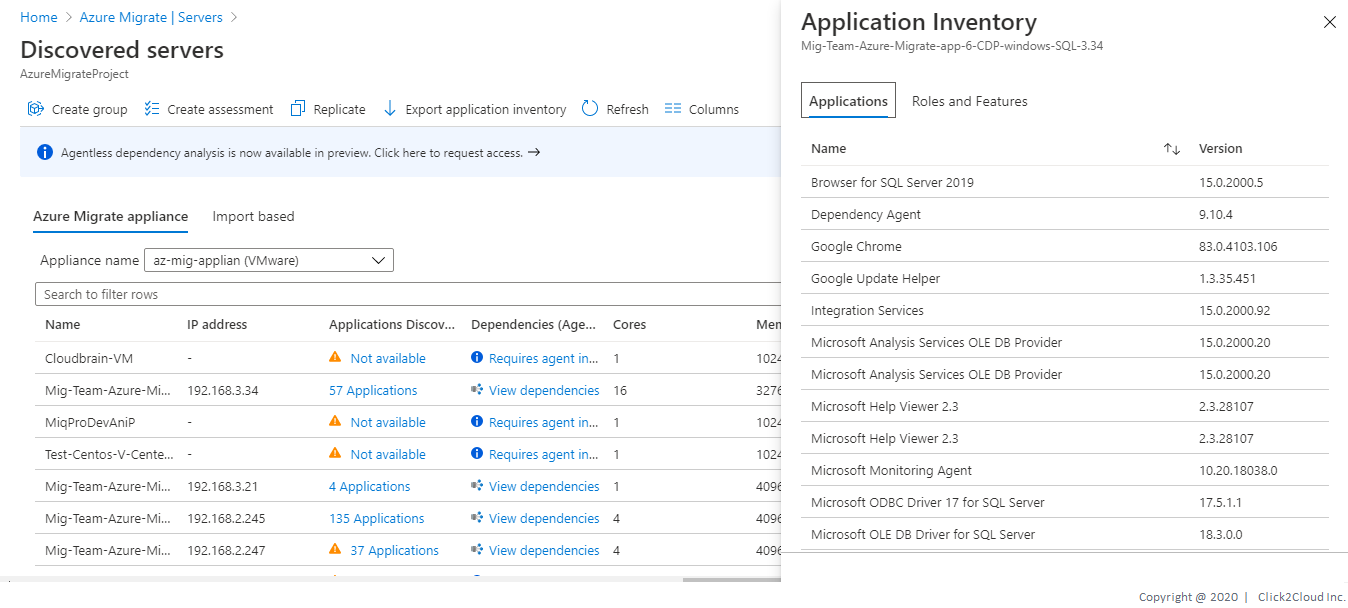 Home > Azure Migrate | Servers >
Discovered servers
AzureMigrateProject
Create group Create assessment Replicate Export application inventory Refresh Columns
Agentless dependency analysis is now available in preview. Click here to request access. →
Azure Migrate appliance Import based
Appliance name az-mig-applian (VMware)
Search to filter rows
Name IP address Applications Discov... Dependencies (Age... Cores Mem
Cloudbrain-VM - Not available Requires agent in... 1 1024
Mig-Team-Azure-Mi... 192.168.3.34 57 Applications View dependencies 16 3276
MiqProDevAniP - Not available Requires agent in... 1 1024
Test-Centos-V-Cente... - Not available Requires agent in... 1 1024
Mig-Team-Azure-Mi... 192.168.3.21 4 Applications View dependencies 1 4096
Mig-Team-Azure-Mi... 192.168.2.245 135 Applications View dependencies 4 4096
Mig-Team-Azure-Mi... 192.168.2.247 37 Applications View dependencies 4 4096
Application Inventory
Mig-Team-Azure-Migrate-app-6-CDP-windows-SQL-3.34
Applications Roles and Features
Name Version
Browser for SQL Server 2019 15.0.2000.5
Dependency Agent 9.10.4
Google Chrome 83.0.4103.106
Google Update Helper 1.3.35.451
Integration Services 15.0.2000.92
Microsoft Analysis Services OLE DB Provider 15.0.2000.20
Microsoft Analysis Services OLE DB Provider 15.0.2000.20
Microsoft Help Viewer 2.3 2.3.28107
Microsoft Help Viewer 2.3 2.3.28107
Microsoft Monitoring Agent 10.20.18038.0
Microsoft ODBC Driver 17 for SQL Server 17.5.1.1
Microsoft OLE DB Driver for SQL Server 18.3.0.0
Copyright @ 2020 | Click2Cloud Inc.